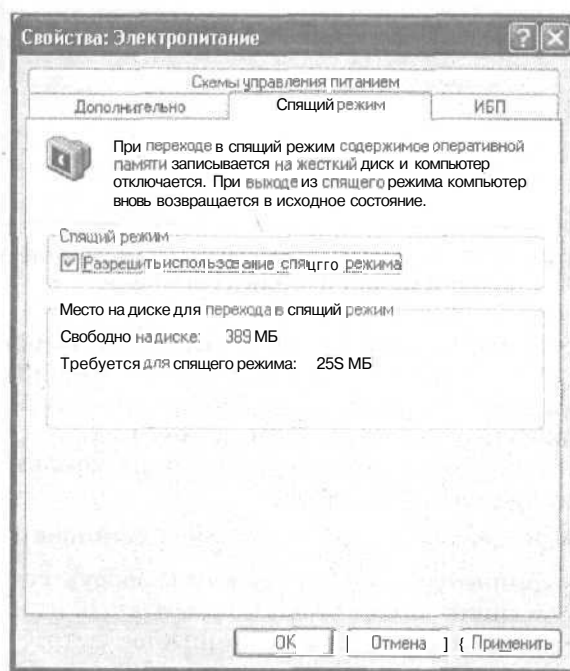 Свойства: Электропитание
Схемы управления питанием
Дополнительно Спящий режим ИБП
При переходе в спящий режим содержимое оперативной
памяти записывается на жесткий диск и компьютер
отключается. При выходе из спящего режима компьютер
вновь возвращается в исходное состояние.
Спящий режим
Разрешить использование спяцгго режима
Место на диске для перехода в спящий режим
Свободно на диске: 389 МБ
Требуется для спящего режима: 25S МБ
OK | Отмена ] { Применить